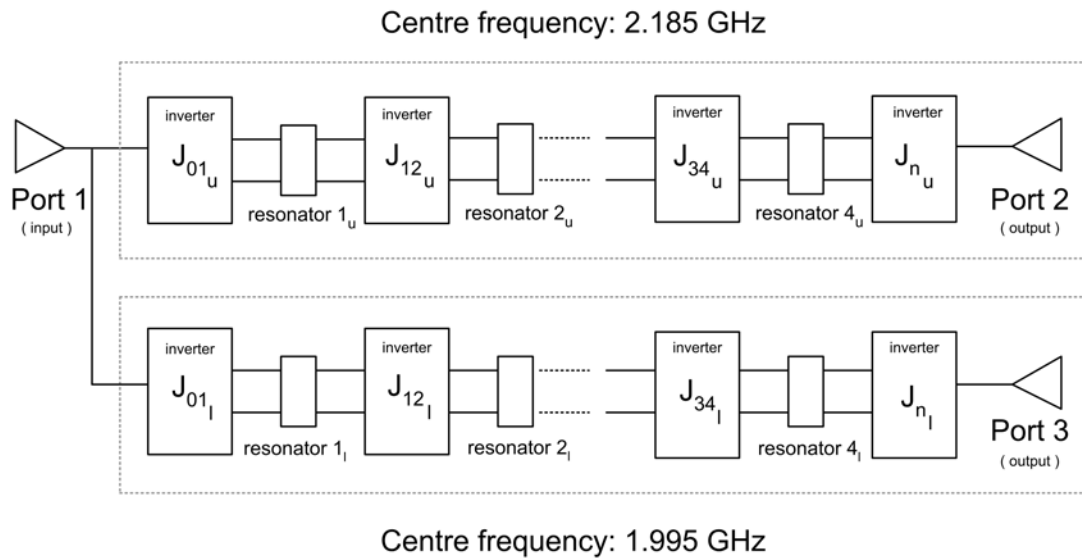 Centre frequency: 2.185 GHz
inverter inverter inverter inverter
J01u J12u J34u Jnu
Port 1 Port 2
( input ) resonator 1u resonator 2u resonator 4u ( output )
inverter inverter inverter inverter
J01l J12l J34l Jnl
Port 3
resonator 1l resonator 2l resonator 4l ( output )
Centre frequency: 1.995 GHz